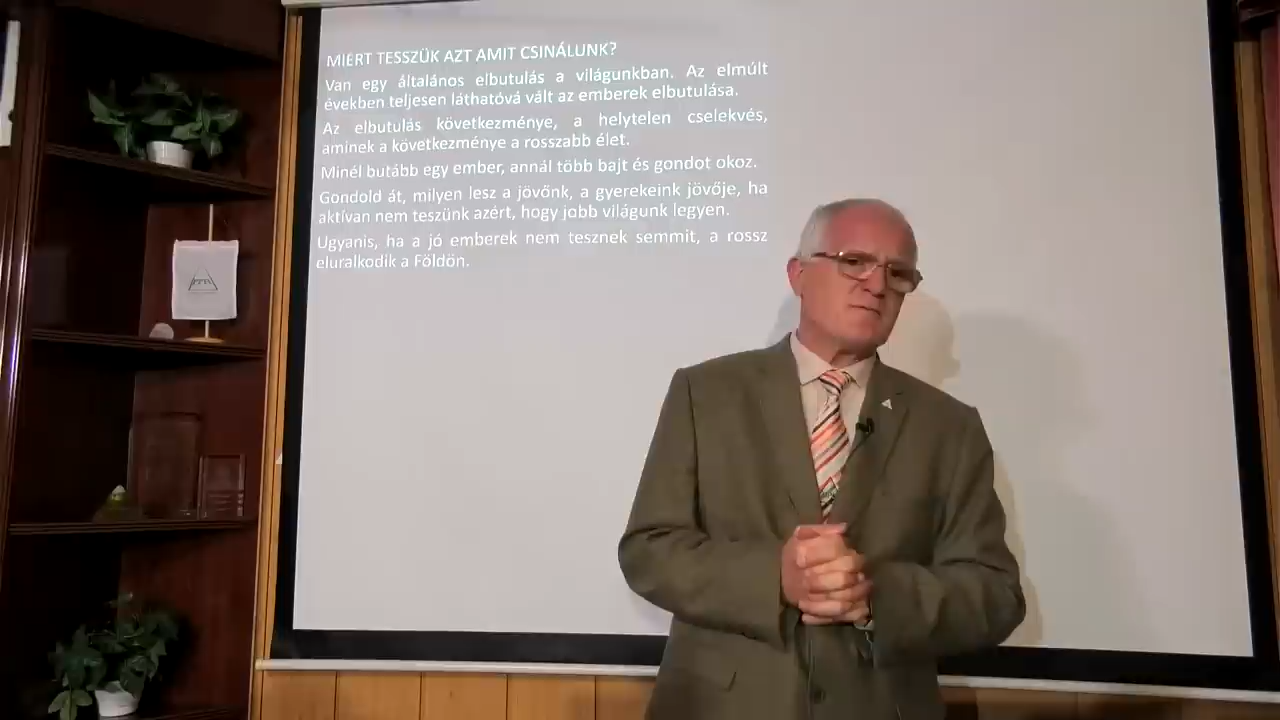 MIÉRT TESSZÜK AZT AMIT CSINÁLUNK?
Van egy általános elbutulás a világunkban. Az elmúlt
években teljesen láthatóvá vált az emberek elbutulása.
Az elbutulás következménye, a helytelen cselekvés,
aminek a következménye a rosszabb élet.
Minél butább egy ember, annál több bajt és gondot okoz.
Gondold át, milyen lesz a jövőnk, a gyerekeink jövője, ha
aktívan nem teszünk azért, hogy jobb világunk legyen.
Ugyanis, ha a jó emberek nem tesznek semmit, a rossz
eluralkodik a Földön.